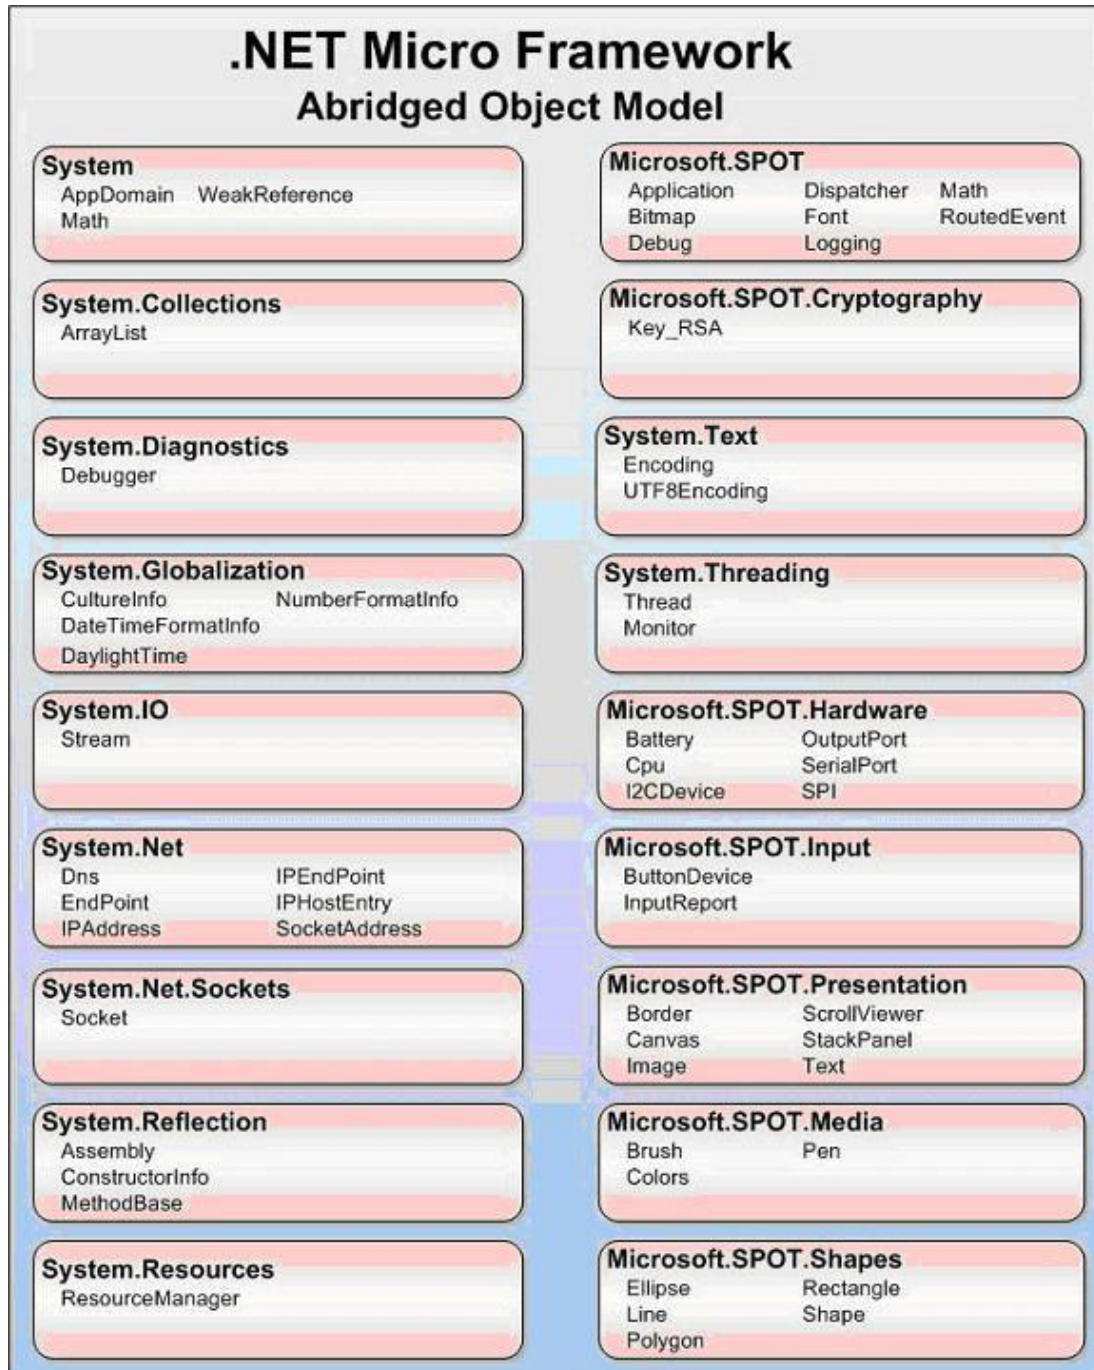 .NET Micro Framework
Abridged Object Model
System
AppDomain WeakReference
Math
System.Collections
ArrayList
System.Diagnostics
Debugger
System.Globalization
CultureInfo NumberFormatInfo
DateTimeFormatInfo
DaylightTime
System.IO
Stream
System.Net
Dns IPEndPoint
EndPoint IPHostEntry
IPAddress SocketAddress
System.Net.Sockets
Socket
System.Reflection
Assembly
ConstructorInfo
MethodBase
System.Resources
ResourceManager
Microsoft.SPOT
Application Dispatcher Math
Bitmap Font RoutedEvent
Debug Logging
Microsoft.SPOT.Cryptography
Key_RSA
System.Text
Encoding
UTF8Encoding
System.Threading
Thread
Monitor
Microsoft.SPOT.Hardware
Battery OutputPort
Cpu SerialPort
I2CDevice SPI
Microsoft.SPOT.Input
ButtonDevice
InputReport
Microsoft.SPOT.Presentation
Border ScrollViewer
Canvas StackPanel
Image Text
Microsoft.SPOT.Media
Brush Pen
Colors
Microsoft.SPOT.Shapes
Ellipse Rectangle
Line Shape
Polygon